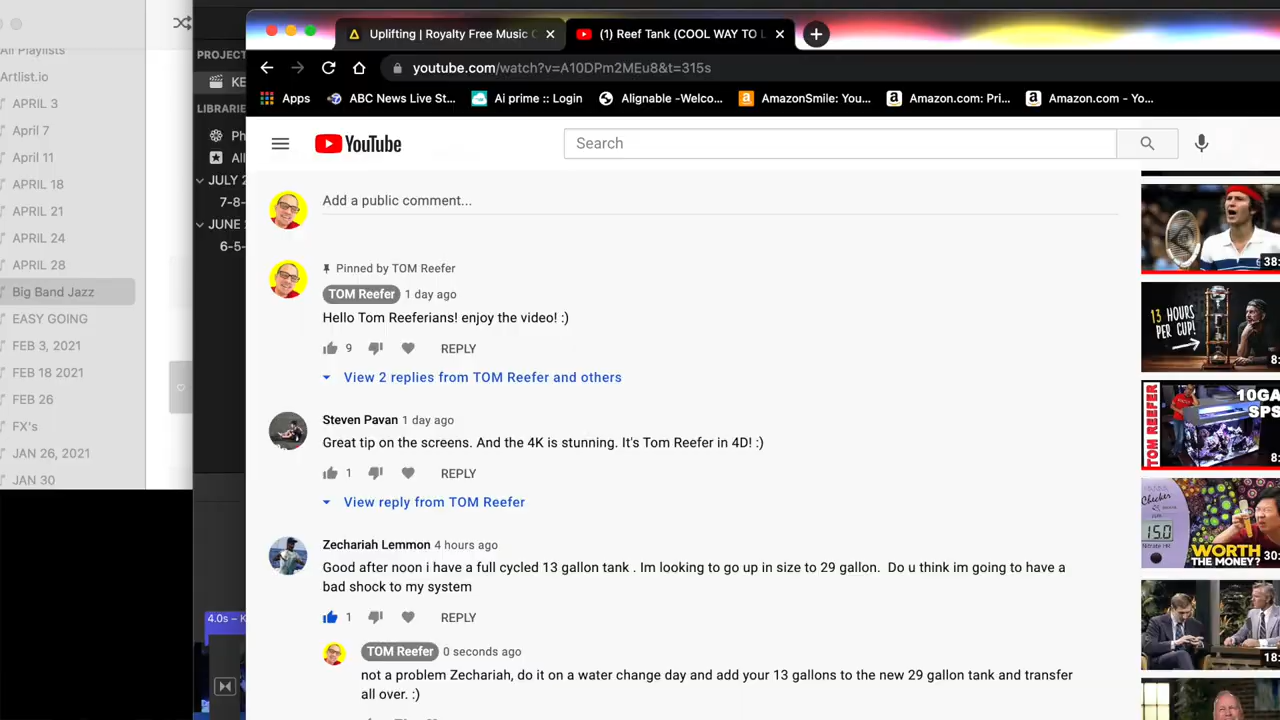 All Playlists
Artlist.io
APRIL 3
April 7
April 11
APRIL 18
APRIL 21
APRIL 24
APRIL 28
Big Band Jazz
EASY GOING
FEB 3, 2021
FEB 18 2021
FEB 26
FX's
JAN 26, 2021
JAN 30
PROJECT
KE
LIBRARIE
Ph
All
JULY 2
7-8-
JUNE
6-5-
4.0s – K
Uplifting | Royalty Free Music
(1) Reef Tank (COOL WAY TO L
youtube.com/watch?v=A10DPm2MEu8&t=315s
Apps
ABC News Live St...
Ai prime :: Login
Alignable -Welco...
AmazonSmile: You...
Amazon.com: Pri...
Amazon.com - Yo...
YouTube
Search
Add a public comment...
Pinned by TOM Reefer
TOM Reefer 1 day ago
Hello Tom Reeferians! enjoy the video! :)
9 REPLY
View 2 replies from TOM Reefer and others
Steven Pavan 1 day ago
Great tip on the screens. And the 4K is stunning. It's Tom Reefer in 4D! :)
1 REPLY
View reply from TOM Reefer
Zechariah Lemmon 4 hours ago
Good after noon i have a full cycled 13 gallon tank . Im looking to go up in size to 29 gallon. Do u think im going to have a
bad shock to my system
1 REPLY
TOM Reefer 0 seconds ago
not a problem Zechariah, do it on a water change day and add your 13 gallons to the new 29 gallon tank and transfer
all over. :)
38:
13 HOURS
PER CUP!
8:
TOM REEFER
10GA
SPS
8:
Checker
15.0
WORTH
THE MONEY?
30:
18: